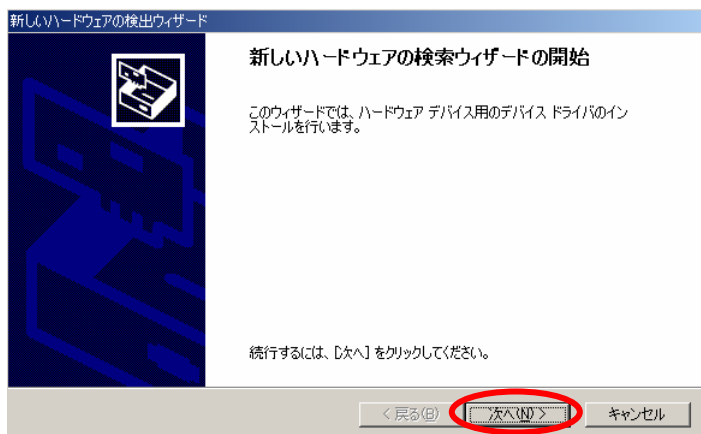 新しいハードウェアの検出ウィザード
新しいハードウェアの検索ウィザードの開始
このウィザードでは、ハードウェア デバイス用のデバイス ドライバのイン
ストールを行います。
続行するには、[次へ] をクリックしてください。
< 戻る(B)
次へ(N) >
キャンセル